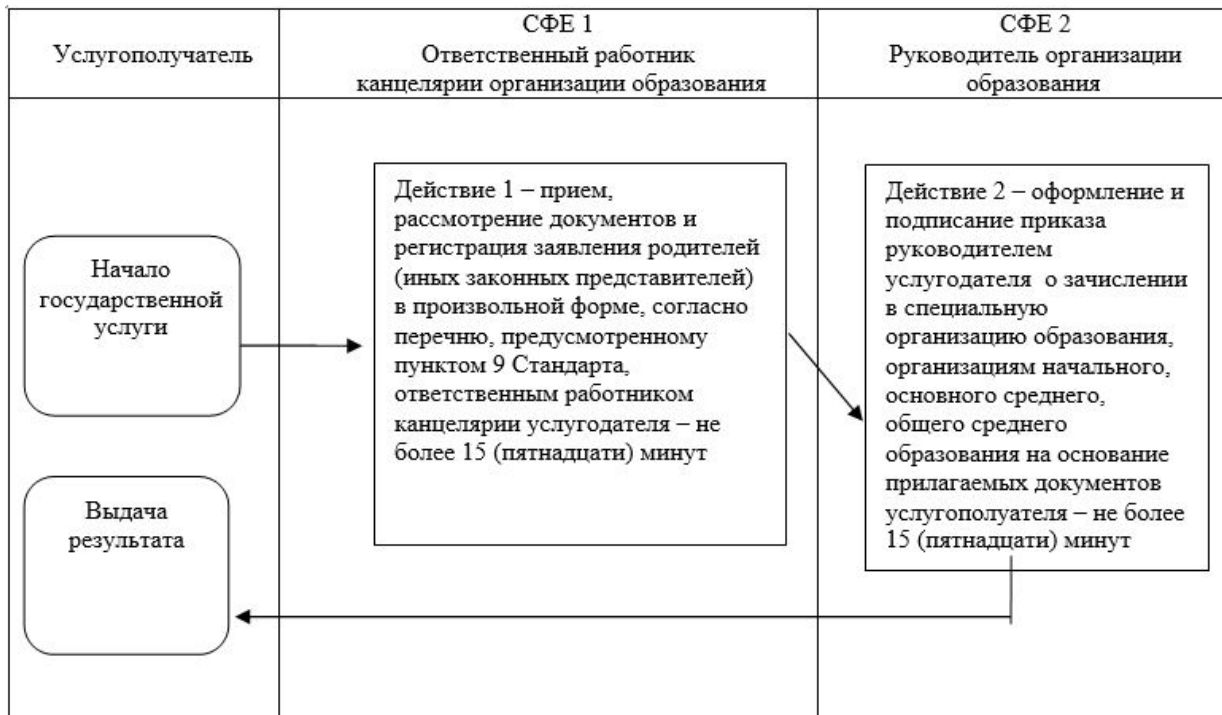 Услугополучатель
СФЕ 1
Ответственный работник
канцелярии организации образования
СФЕ 2
Руководитель организации
образования
Начало
государственной
услуги
Действие 1 – прием,
рассмотрение документов и
регистрация заявления родителей
(иных законных представителей)
в произвольной форме, согласно
перечню, предусмотренному
пунктом 9 Стандарта,
ответственным работником
канцелярии услугодателя – не
более 15 (пятнадцати) минут
Действие 2 – оформление и
подписание приказа
руководителем
услугодателя о зачислении
в специальную
организацию образования,
организациям начального,
основного среднего,
общего среднего
образования на основание
прилагаемых документов
услугополуателя – не более
15 (пятнадцати) минут
Выдача
результата